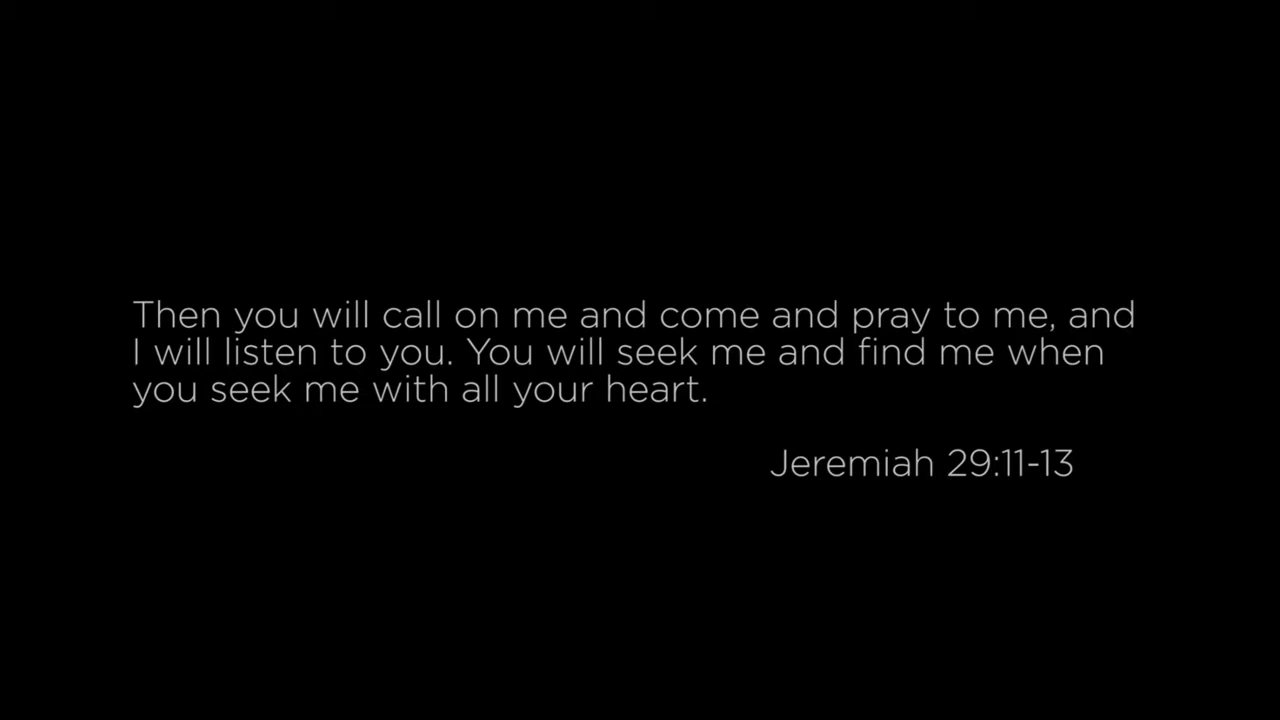 Then you will call on me and come and pray to me, and
I will listen to you. You will seek me and find me when
you seek me with all your heart.
Jeremiah 29:11-13